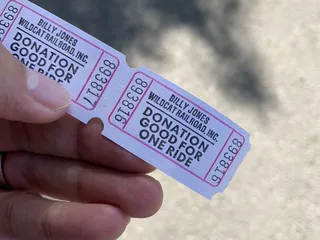 BILLY JONES
WILDCAT RAILROAD, INC.
DONATION
GOOD FOR
ONE RIDE
893817
893817
BILLY JONES
WILDCAT RAILROAD, INC.
DONATION
GOOD FOR
ONE RIDE
893816
893816